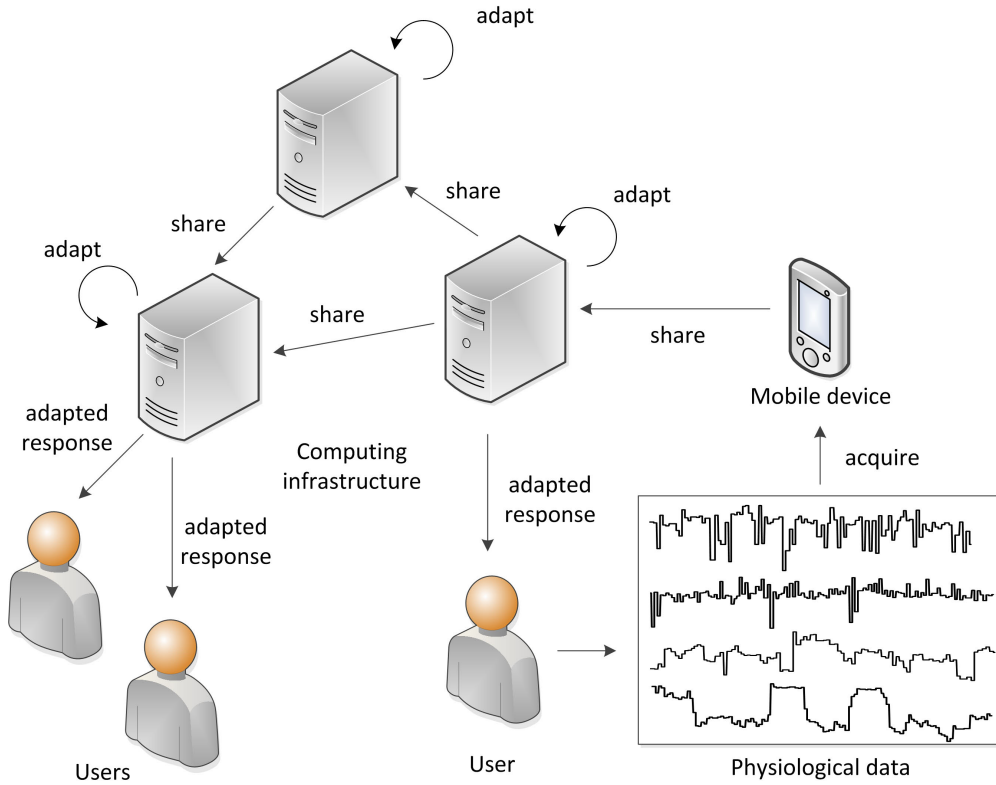 adapt
share
adapt
share
adapt
share
share
Mobile device
adapted
response
Computing
infrastructure
acquire
adapted
response
adapted
response
Users
User
Physiological data